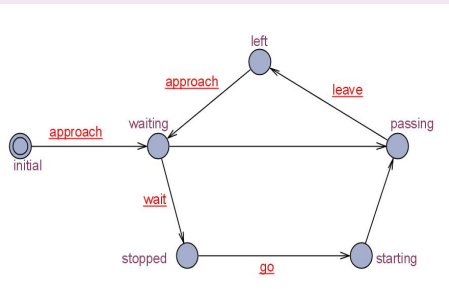 left
approach
leave
waiting
passing
approach
initial
wait
stopped
starting
go